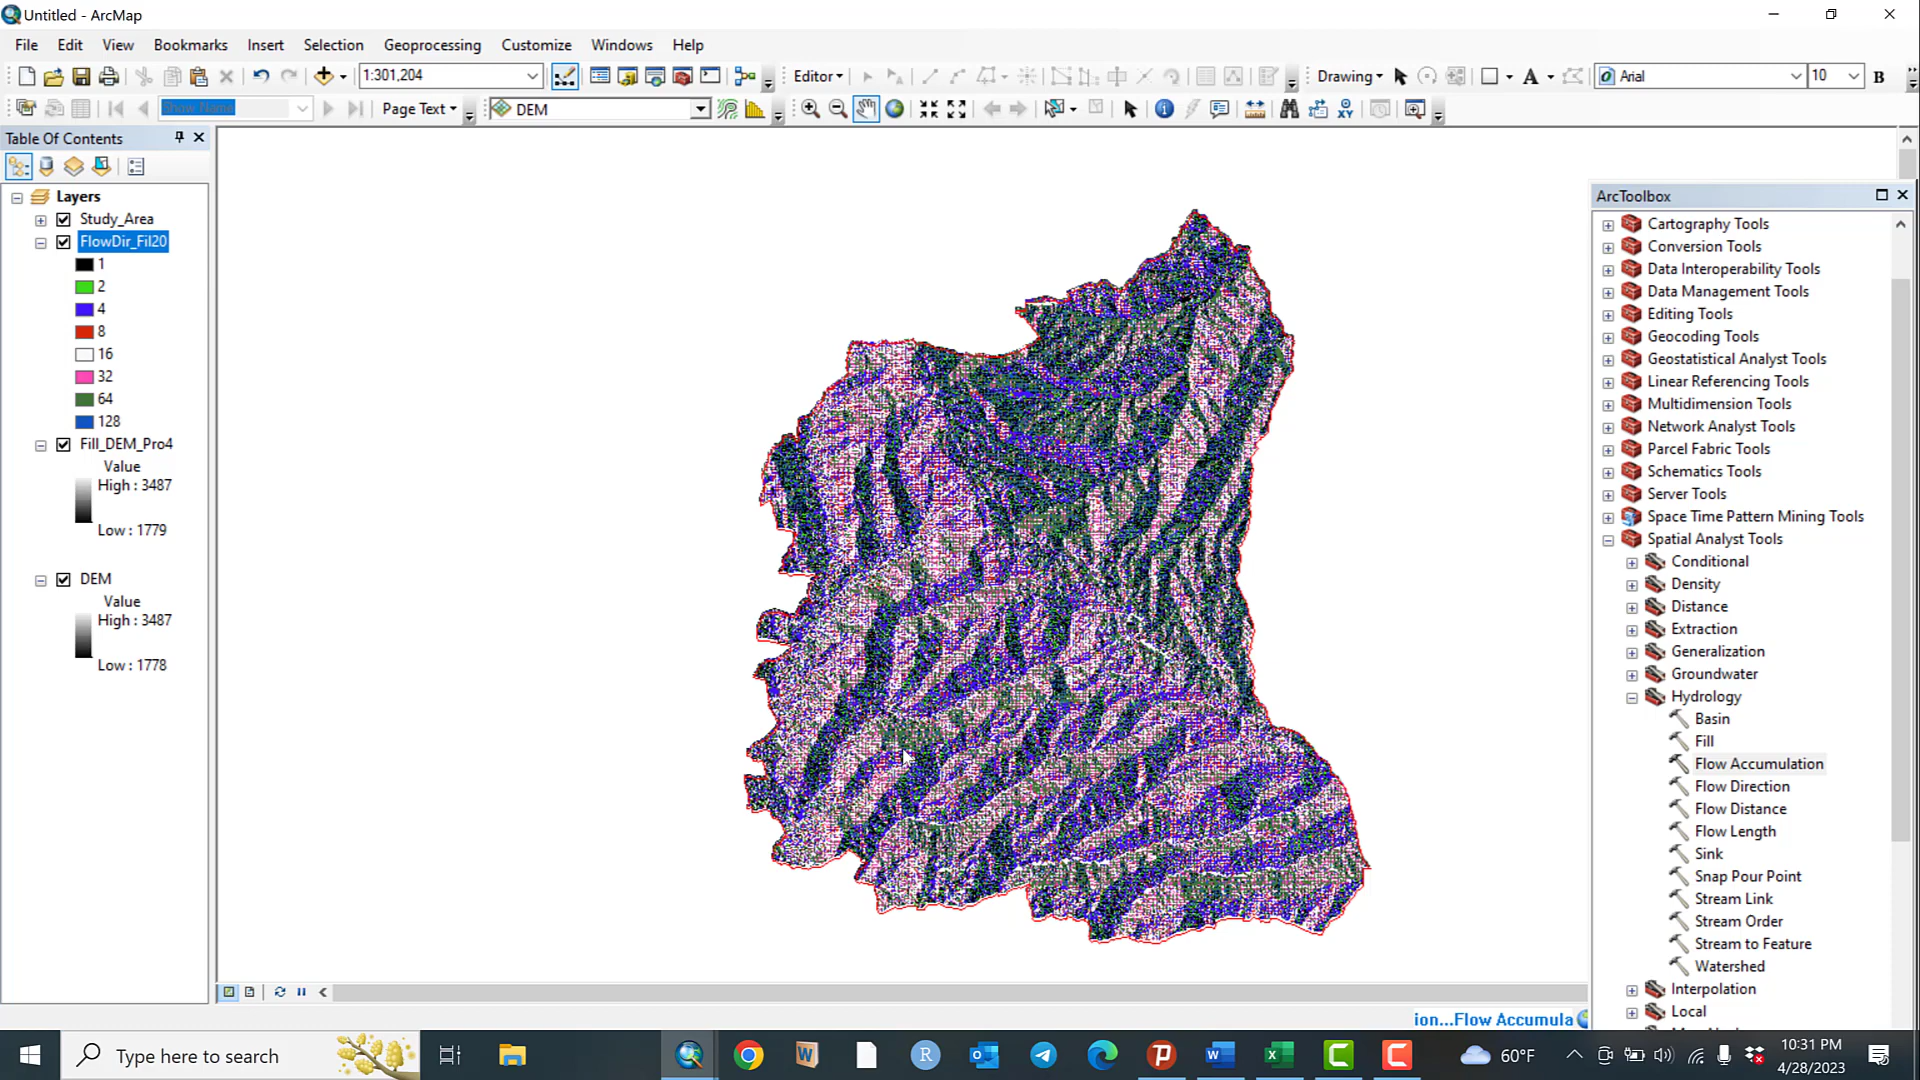 Untitled - ArcMap
File Edit View Bookmarks Insert Selection Geoprocessing Customize Windows Help
1:301,204 Editor Drawing A Arial 10 B
Show Name Page Text DEM
Table Of Contents
Layers
Study_Area
FlowDir_Fil20
1
2
4
8
16
32
64
128
Fill_DEM_Pro4
Value
High : 3487
Low : 1779
DEM
Value
High : 3487
Low : 1778
ArcToolbox
Cartography Tools
Conversion Tools
Data Interoperability Tools
Data Management Tools
Editing Tools
Geocoding Tools
Geostatistical Analyst Tools
Linear Referencing Tools
Multidimension Tools
Network Analyst Tools
Parcel Fabric Tools
Schematics Tools
Server Tools
Space Time Pattern Mining Tools
Spatial Analyst Tools
Conditional
Density
Distance
Extraction
Generalization
Groundwater
Hydrology
Basin
Fill
Flow Accumulation
Flow Direction
Flow Distance
Flow Length
Sink
Snap Pour Point
Stream Link
Stream Order
Stream to Feature
Watershed
Interpolation
Local
ion...Flow Accumula
Type here to search
60°F
10:31 PM
4/28/2023